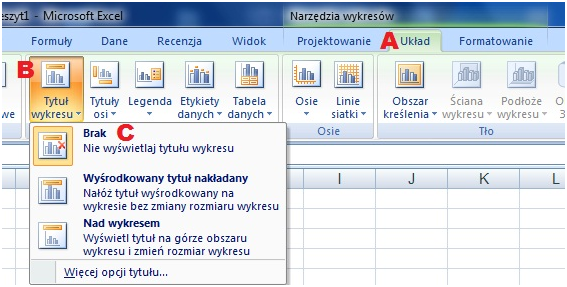 eszyt1 - Microsoft Excel
Narzędzia wykresów
Formuły Dane Recenzja Widok Projektowanie A Układ Formatowanie
B
we
Tytuł wykresu
Tytuły osi
Legenda
Etykiety danych
Tabela danych
Osie
Linie siatki
Obszar kreślenia
Ściana wykresu
Podłoże wykresu
Osie
Tło
Brak C
Nie wyświetlaj tytułu wykresu
Wyśrodkowany tytuł nakładany
Nałóż tytuł wyśrodkowany na
wykresie bez zmiany rozmiaru wykresu
Nad wykresem
Wyświetl tytuł na górze obszaru
wykresu i zmień rozmiar wykresu
Więcej opcji tytułu...
I J K L